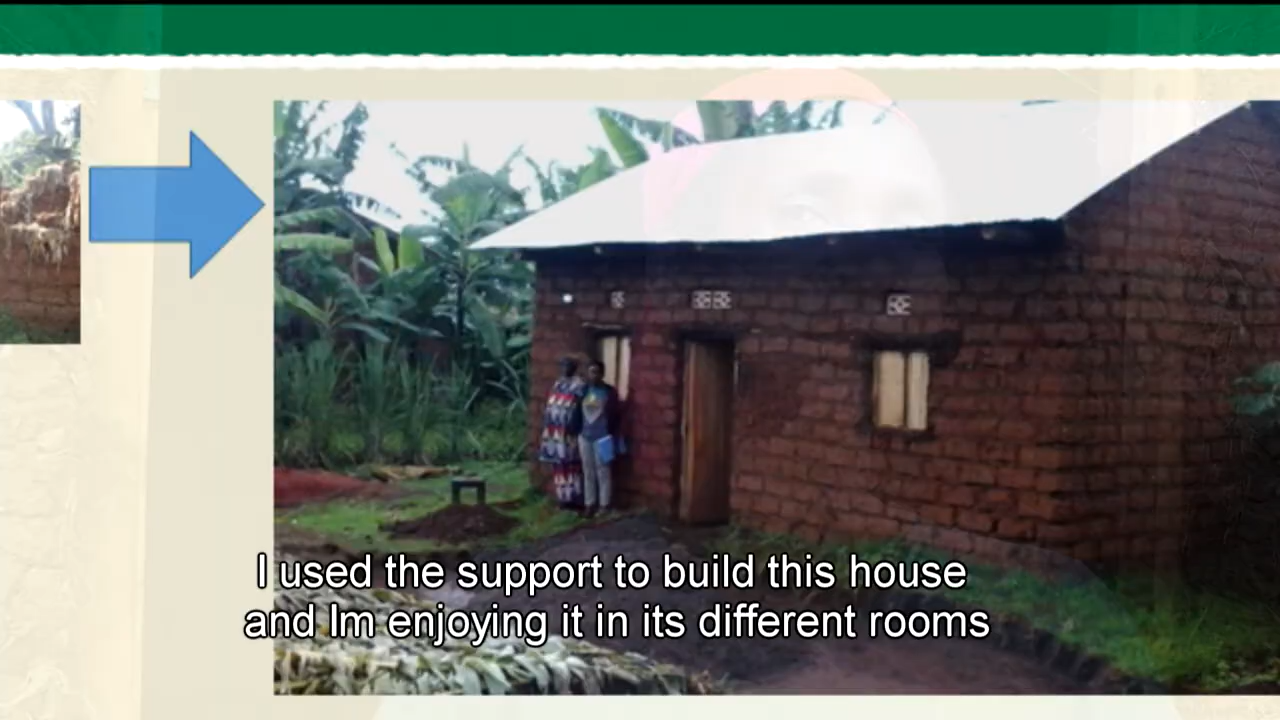 I used the support to build this house
and Im enjoying it in its different rooms